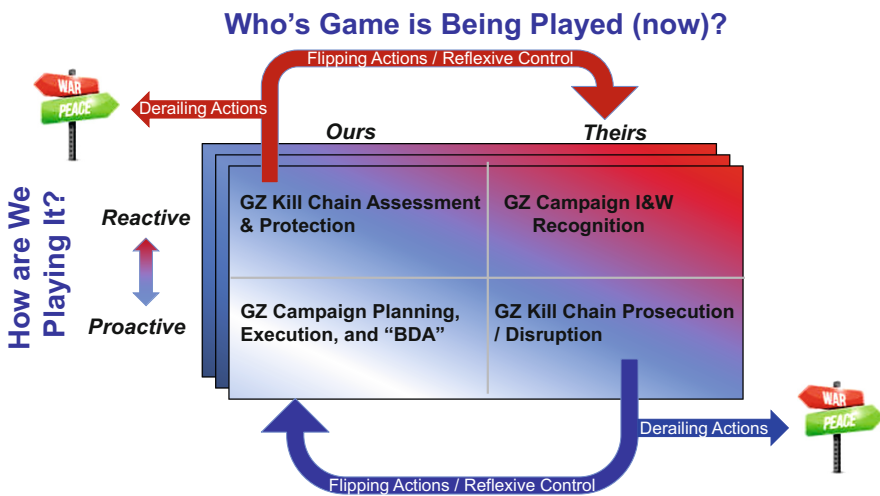 Who's Game is Being Played (now)?
Flipping Actions / Reflexive Control
WAR
PEACE
Derailing Actions
Ours
Theirs
How are We
Playing It?
Reactive
Proactive
GZ Kill Chain Assessment
& Protection
GZ Campaign I&W
Recognition
GZ Campaign Planning,
Execution, and “BDA”
GZ Kill Chain Prosecution
/ Disruption
Derailing Actions
WAR
PEACE
Flipping Actions / Reflexive Control